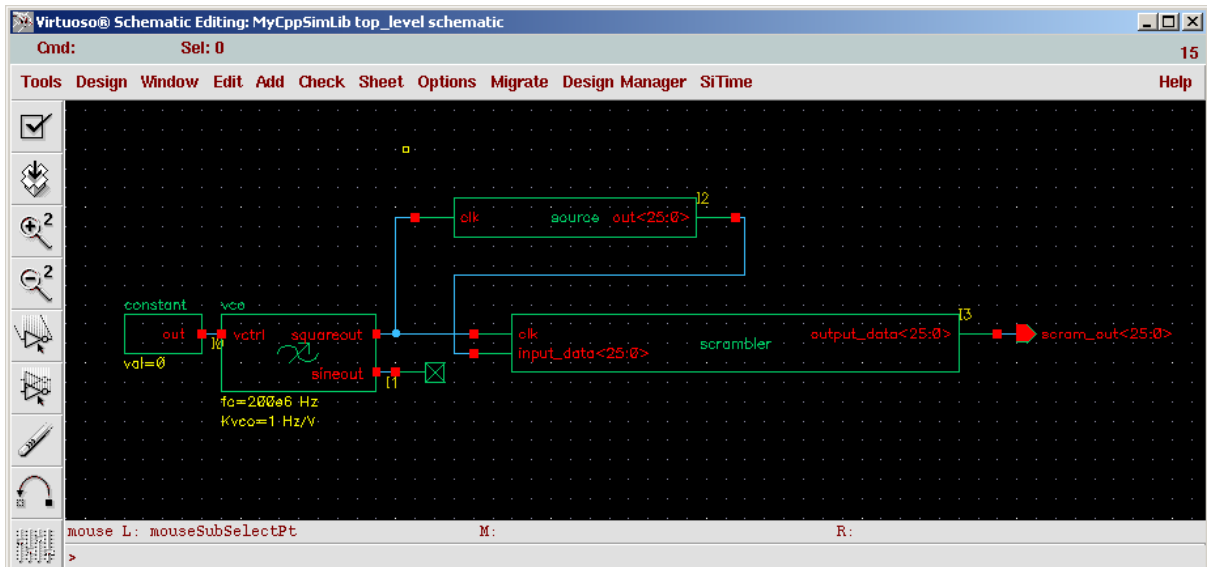 Virtuoso® Schematic Editing: MyCppSimLib top_level schematic
Cmd: Sel: 0
15
Tools Design Window Edit Add Check Sheet Options Migrate Design Manager SiTime Help
2
2
I2
clk source out<25:0>
constant vco
I3
out vctrl squareout clk output_data<25:0> scram_out<25:0>
I0
scrambler
input_data<25:0>
val=0
sineout
I1
fc=200e6 Hz
Kvco=1 Hz/V
mouse L: mouseSubSelectPt M: R:
>